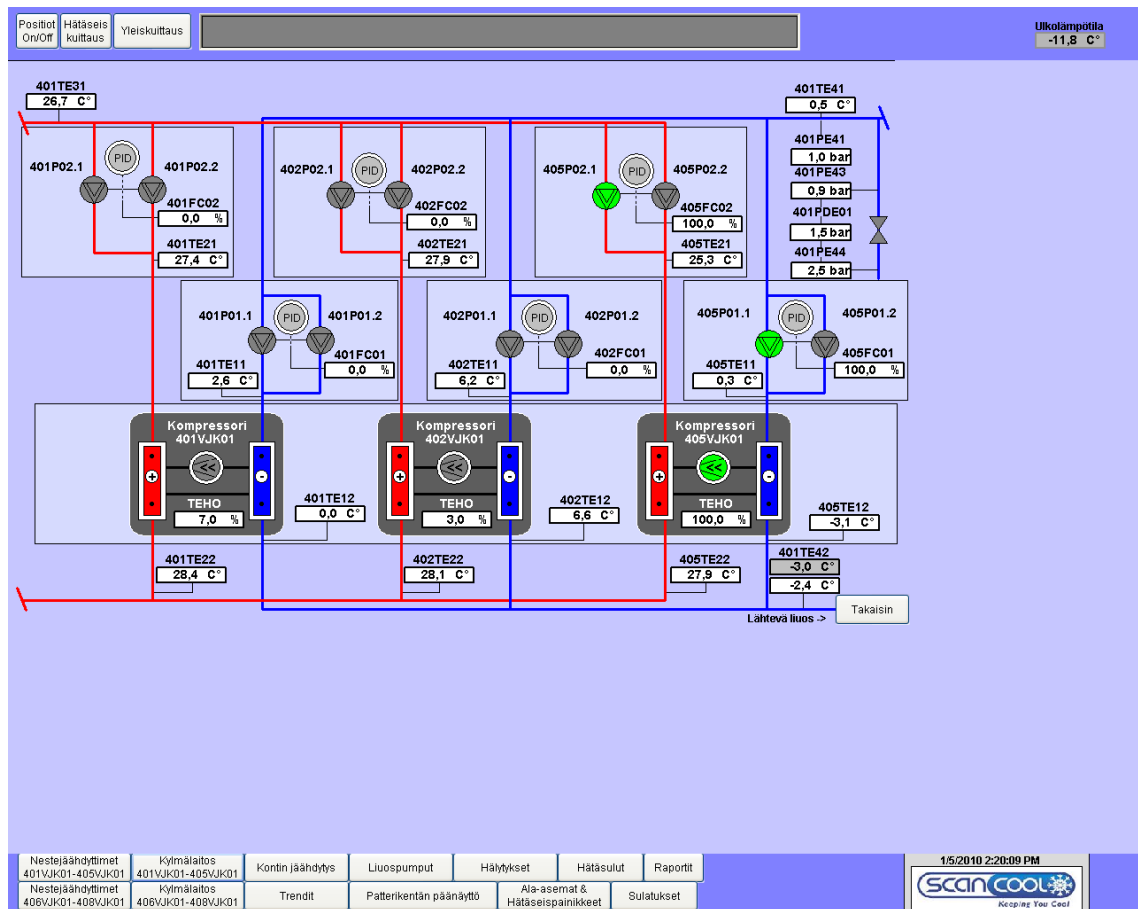 Positiot
On/Off
Hätäseis
kuittaus
Yleiskuittaus
Ulkolämpötila
-11,8 C°
401TE31
26,7 C°
401TE41
0,5 C°
401PE41
1,0 bar
401PE43
0,9 bar
401PDE01
1,5 bar
401PE44
2,5 bar
401P02.1
PID
401P02.2
401FC02
0,0 %
401TE21
27,4 C°
402P02.1
PID
402P02.2
402FC02
0,0 %
402TE21
27,9 C°
405P02.1
PID
405P02.2
405FC02
100,0 %
405TE21
25,3 C°
401P01.1
PID
401P01.2
401FC01
0,0 %
401TE11
2,6 C°
402P01.1
PID
402P01.2
402FC01
0,0 %
402TE11
6,2 C°
405P01.1
PID
405P01.2
405FC01
100,0 %
405TE11
0,3 C°
Kompressori
401VJK01
<<
+
-
TEHO
7,0 %
401TE12
0,0 C°
Kompressori
402VJK01
<<
+
-
TEHO
3,0 %
402TE12
6,6 C°
Kompressori
405VJK01
<<
+
-
TEHO
100,0 %
405TE12
-3,1 C°
401TE22
28,4 C°
402TE22
28,1 C°
405TE22
27,9 C°
401TE42
-3,0 C°
-2,4 C°
Lähtevä liuos ->
Takaisin
Nestejäähdyttimet
401VJK01-405VJK01
Kylmälaitos
401VJK01-405VJK01
Kontin jäähdytys
Liuospumput
Hälytykset
Hätäsulut
Raportit
Nestejäähdyttimet
406VJK01-408VJK01
Kylmälaitos
406VJK01-408VJK01
Trendit
Patterikentän päänäyttö
Ala-asemat &
Hätäseispainikkeet
Sulatukset
1/5/2010 2:20:09 PM
SCANCOOL
Keeping You Cool